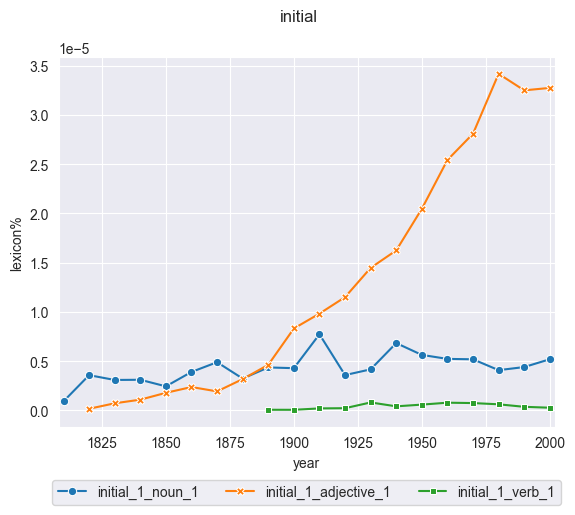 initial
1e−5
3.5
3.0
2.5
2.0
1.5
1.0
0.5
0.0
lexicon%
1825 1850 1875 1900 1925 1950 1975 2000
year
initial_1_noun_1 initial_1_adjective_1 initial_1_verb_1